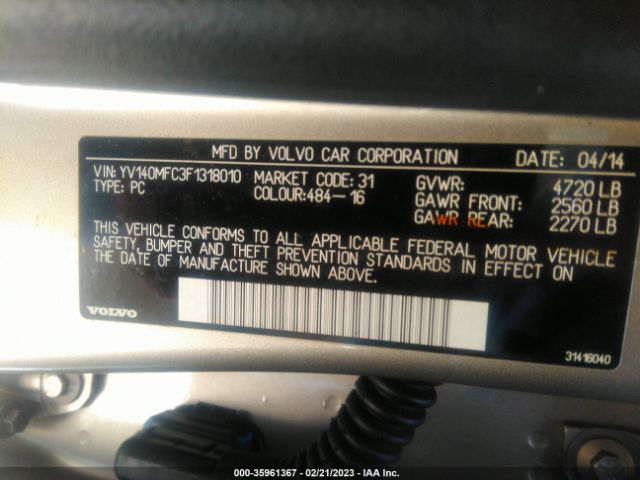 MFD BY VOLVO CAR CORPORATION DATE: 04/14
VIN: YV140MFC3F1318010 MARKET CODE: 31 GVWR: 4720 LB
TYPE: PC COLOUR:484-16 GAWR FRONT: 2560 LB
GAWR REAR: 2270 LB
THIS VEHICLE CONFORMS TO ALL APPLICABLE FEDERAL MOTOR VEHICLE
SAFETY, BUMPER AND THEFT PREVENTION STANDARDS IN EFFECT ON
THE DATE OF MANUFACTURE SHOWN ABOVE.
VOLVO
31416040
000-35961367 - 02/21/2023 - IAA Inc.